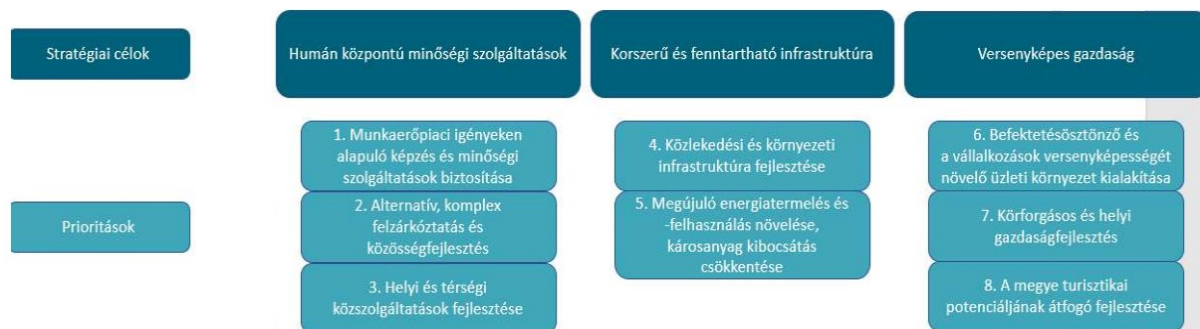 Stratégiai célok
Humán központú minőségi szolgáltatások
Korszerű és fenntartható infrastruktúra
Versenyképes gazdaság
Prioritások
1. Munkaerőpiaci igényeken
alapuló képzés és minőségi
szolgáltatások biztosítása
2. Alternatív, komplex
felzárkóztatás és
közösségfejlesztés
3. Helyi és térségi
közszolgáltatások fejlesztése
4. Közlekedési és környezeti
infrastruktúra fejlesztése
5. Megújuló energiatermelés és
-felhasználás növelése,
károsanyag kibocsátás
csökkentése
6. Befektetésösztönző és
a vállalkozások versenyképességét
növelő üzleti környezet kialakítása
7. Körforgásos és helyi
gazdaságfejlesztés
8. A megye turisztikai
potenciáljának átfogó fejlesztése